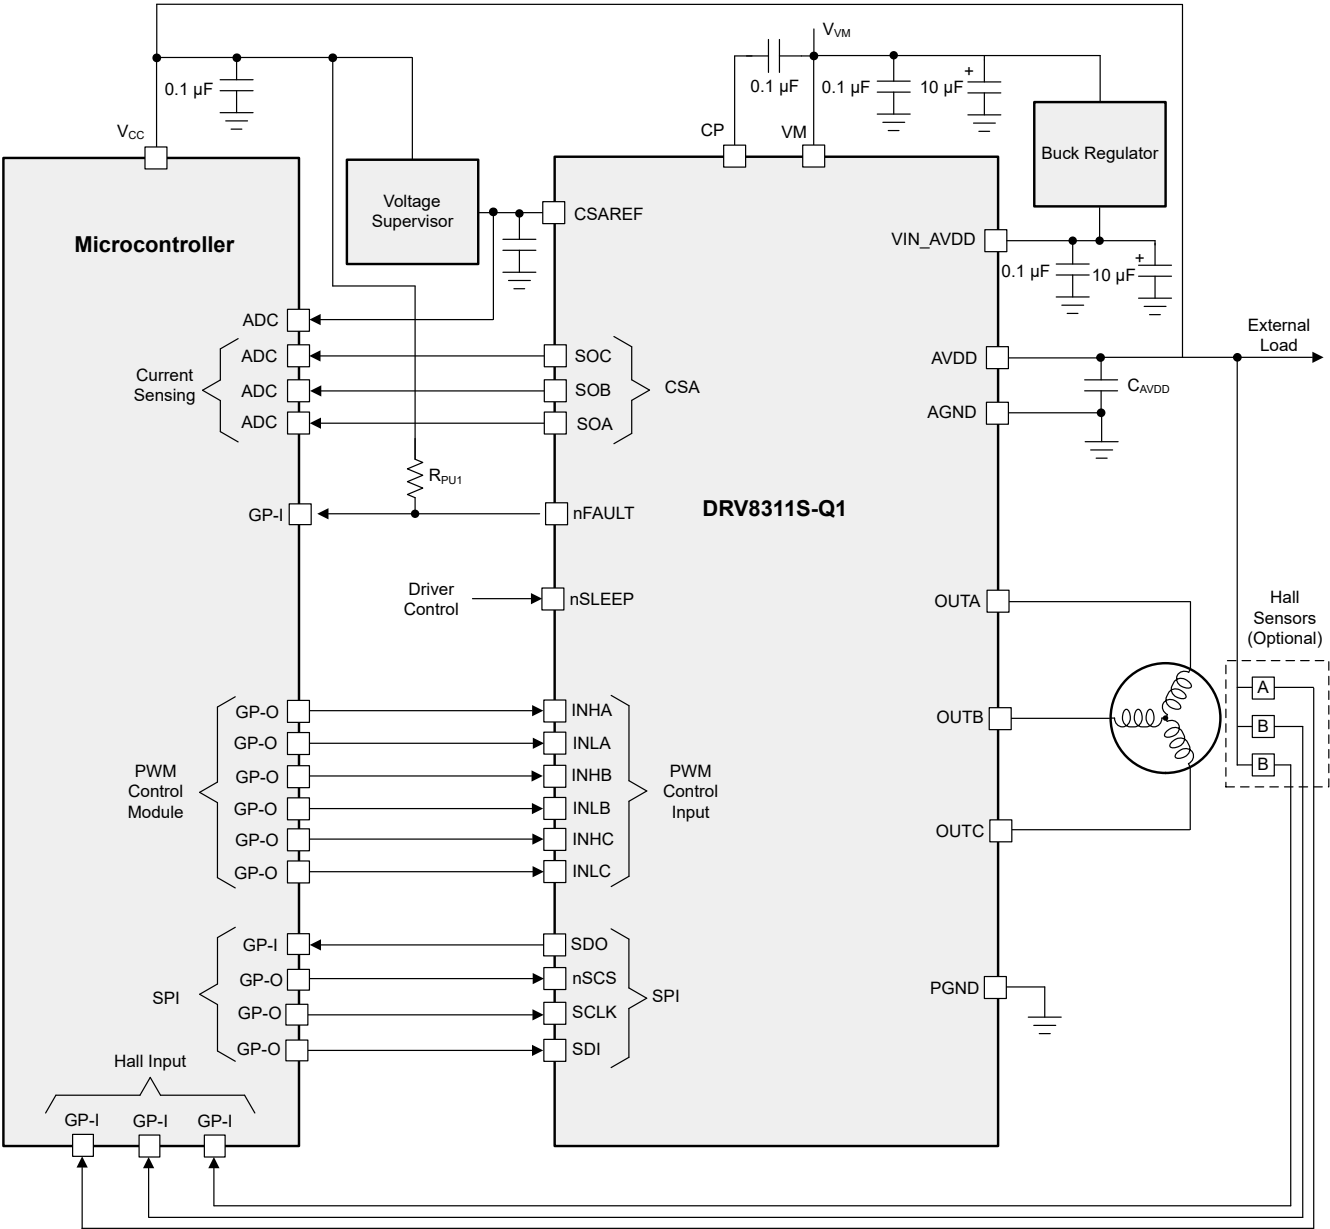 V_VM
0.1 µF
0.1 µF
0.1 µF
10 µF
+
V_CC
CP
VM
Buck Regulator
Voltage
Supervisor
CSAREF
Microcontroller
VIN_AVDD
0.1 µF
10 µF
+
ADC
External
Load
ADC
ADC
ADC
Current
Sensing
SOC
SOB
SOA
CSA
AVDD
C_AVDD
AGND
R_PU1
GP-I
nFAULT
DRV8311S-Q1
Driver
Control
nSLEEP
OUTA
Hall
Sensors
(Optional)
A
B
B
OUTB
OUTC
PWM
Control
Module
GP-O
GP-O
GP-O
GP-O
GP-O
GP-O
INHA
INLA
INHB
INLB
INHC
INLC
PWM
Control
Input
SPI
GP-I
GP-O
GP-O
GP-O
SDO
nSCS
SCLK
SDI
SPI
PGND
Hall Input
GP-I
GP-I
GP-I